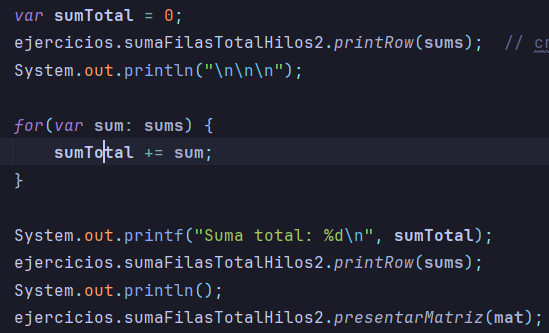 var sumTotal = 0;
ejercicios.sumaFilasTotalHilos2.printRow(sums);  //
System.out.println("\n\n\n");
for(var sum: sums) {
sumTotal += sum;
}
System.out.printf("Suma total: %d\n", sumTotal);
ejercicios.sumaFilasTotalHilos2.printRow(sums);
System.out.println();
ejercicios.sumaFilasTotalHilos2.presentarMatriz(mat);